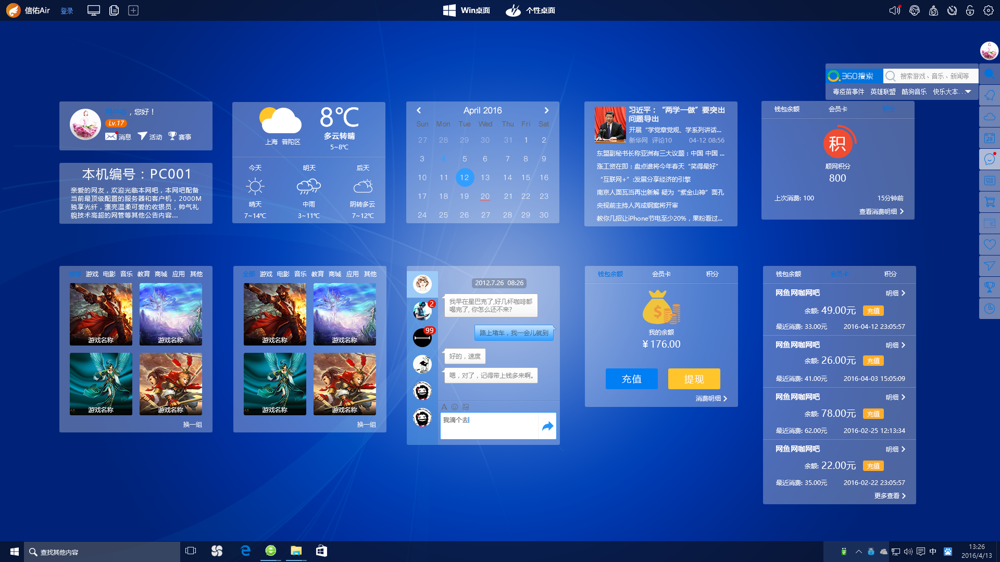 信佑Air 登录
Win桌面 个性桌面
360搜索 搜索游戏、音乐、新闻等
毒疫苗事件 英雄联盟 酷狗音乐 快乐大本...
用户名，您好！
Lv.17
消息 活动 赛事
本机编号：PC001
亲爱的网友，欢迎光临本网吧，本网吧配备
当前最顶级配置的服务器和客户机，2000M
独享光纤，漂亮温柔可爱的收银员，帅气礼
貌技术高超的网管等其他公告内容...
8℃
多云转晴
上海 普陀区
5~8℃
今天 明天 后天
晴天 中雨 阴转多云
7~14℃ 3~11℃ 7~12℃
April 2016
Sun Mon Tue Wed Thu Fri Sat
27 28 29 30 31 1 2
3 4 5 6 7 8 9
10 11 12 13 14 15 16
17 18 19 20 21 22 23
24 25 26 27 28 29 30
习近平：“两学一做”要突出
问题导出
开展“学党章党规、学系列讲话...
新华网 评论10 04-12 08:56
东盟副秘书长称亚洲有三大议题：中国 中国 ...
涨工资在即：盘点谁将今年春天“笑得最好”
“互联网+”:发展分享经济的引擎
南京人面瓦当再出新解 疑为“紫金山神”面孔
央视前主持人芮成钢案将开审
教你几招让iPhone节电至少20%，果粉看过...
钱包余额 会员卡 积分
积
顺网积分
800
上次消费: 100 15分钟前
查看消费明细
28
游戏 电影 音乐 教育 商城 应用 其他
游戏名称 游戏名称
游戏名称 游戏名称
换一组
全部 游戏 电影 音乐 教育 商城 应用 其他
游戏名称 游戏名称
游戏名称 游戏名称
换一组
2
99
2012.7.26 08:26
我早在星巴克了,好几杯咖啡都
喝完了, 你怎么还不来?
路上堵车，我一会儿就到
好的，速度
嗯，对了，记得带上钱多来啊。
A
我滴个去
钱包余额 会员卡 积分
我的余额
¥176.00
充值 提现
消费明细
钱包余额 会员卡 积分
网鱼网咖网吧 明细
余额: 49.00元 充值
最近消费: 33.00元 2016-04-12 23:05:57
网鱼网咖网吧 明细
余额: 26.00元 充值
最近消费: 41.00元 2016-04-03 15:05:09
网鱼网咖网吧 明细
余额: 78.00元 充值
最近消费: 62.00元 2016-02-25 12:13:34
网鱼网咖网吧 明细
余额: 22.00元 充值
最近消费: 35.00元 2016-02-22 23:05:57
更多查看
查找其他内容
中
13:26
2016/4/13